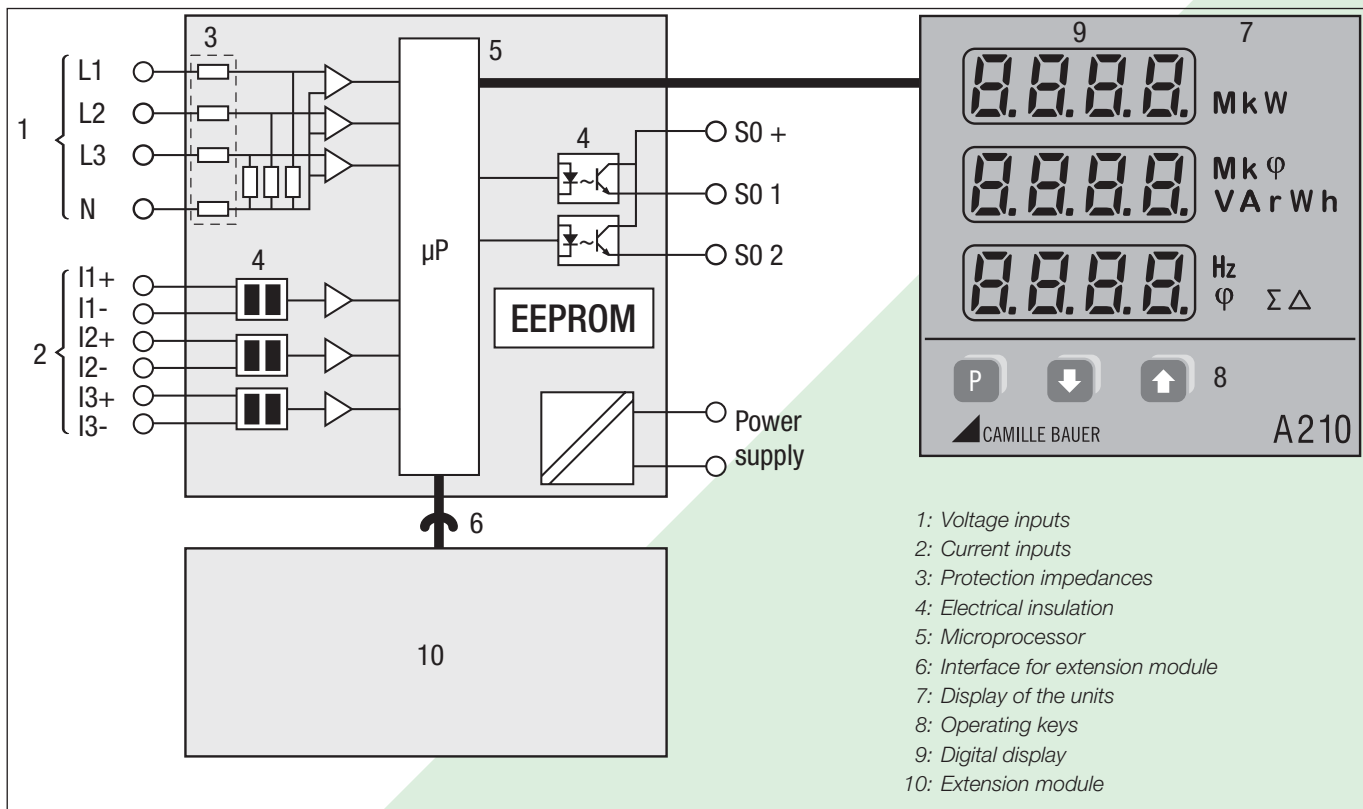 3
5
L1
L2
1
L3
N
4
S0 +
S0 1
S0 2
µP
4
I1+
I1-
I2+
2
I2-
I3+
I3-
EEPROM
Power
supply
6
10
9
7
8.8.8.8.
MkW
8.8.8.8.
Mkφ
VArWh
8.8.8.8.
Hz
φ ΣΔ
P
8
CAMILLE BAUER
A210
1: Voltage inputs
2: Current inputs
3: Protection impedances
4: Electrical insulation
5: Microprocessor
6: Interface for extension module
7: Display of the units
8: Operating keys
9: Digital display
10: Extension module